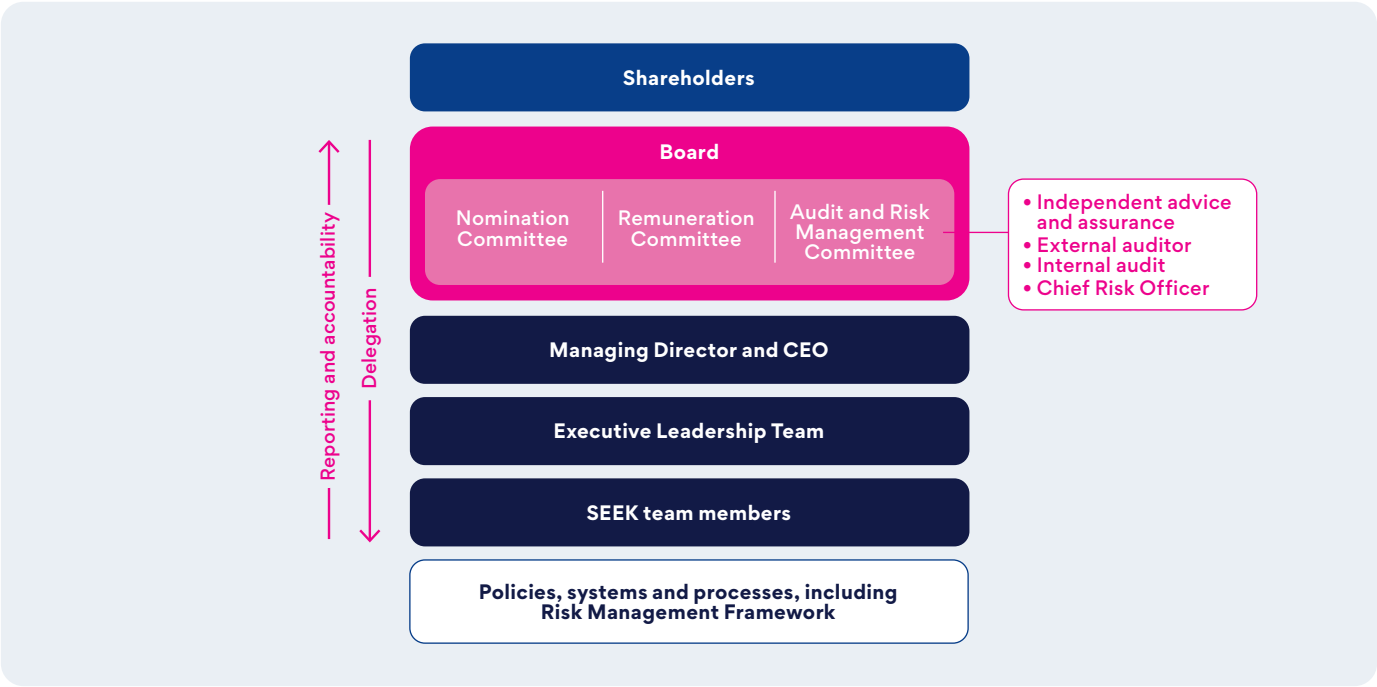 Shareholders
Board
Nomination
Committee
Remuneration
Committee
Audit and Risk
Management
Committee
• Independent advice
and assurance
• External auditor
• Internal audit
• Chief Risk Officer
Reporting and accountability
Delegation
Managing Director and CEO
Executive Leadership Team
SEEK team members
Policies, systems and processes, including
Risk Management Framework